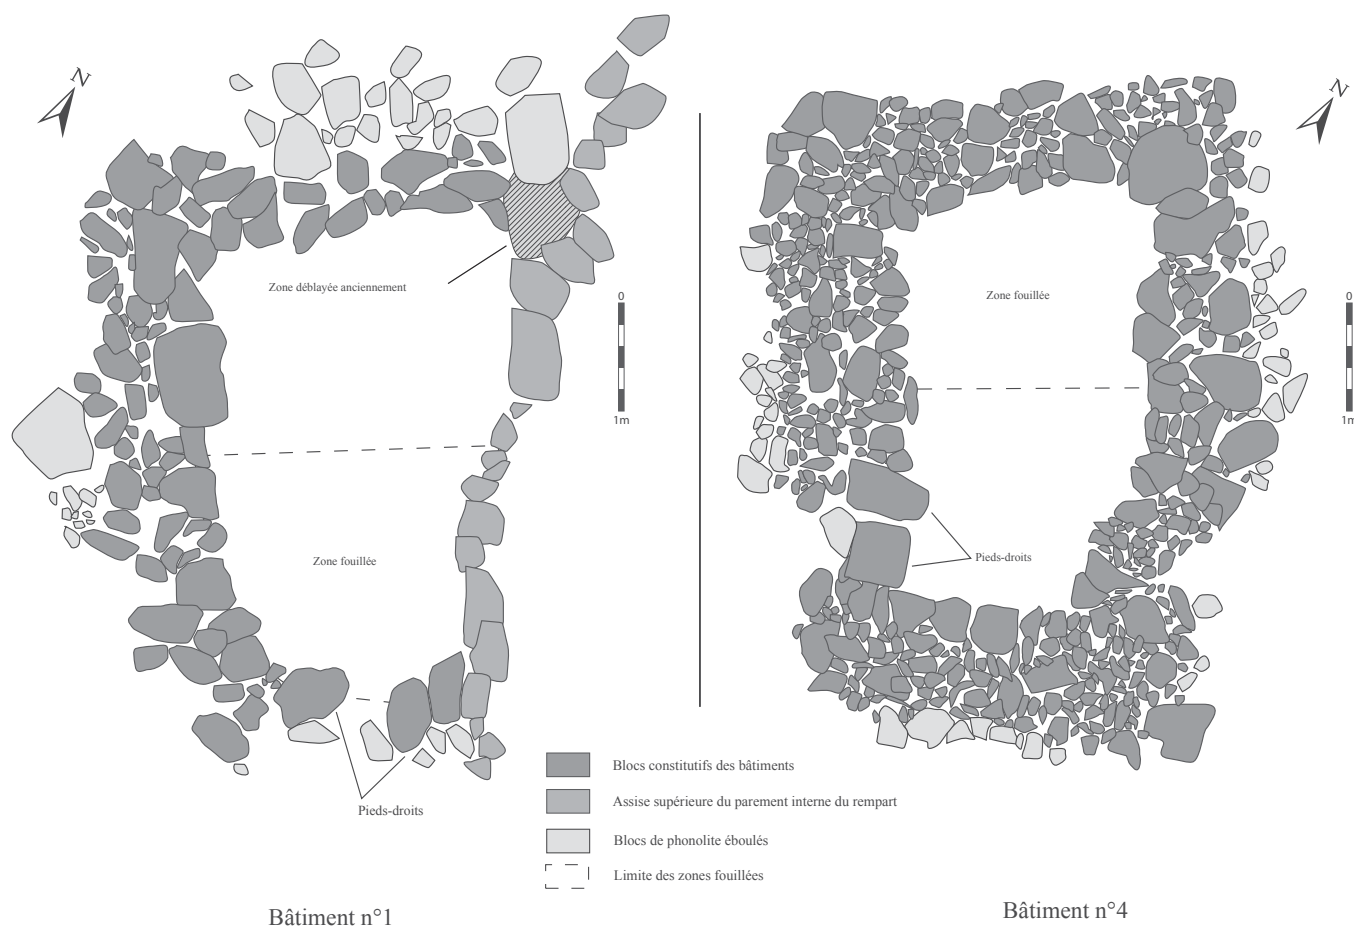 N
N
Zone déblayée anciennement
Zone fouillée
0
1m
Zone fouillée
0
1m
Pieds-droits
Pieds-droits
Blocs constitutifs des bâtiments
Assise supérieure du parement interne du rempart
Blocs de phonolite éboulés
Limite des zones fouillées
Bâtiment n°1
Bâtiment n°4